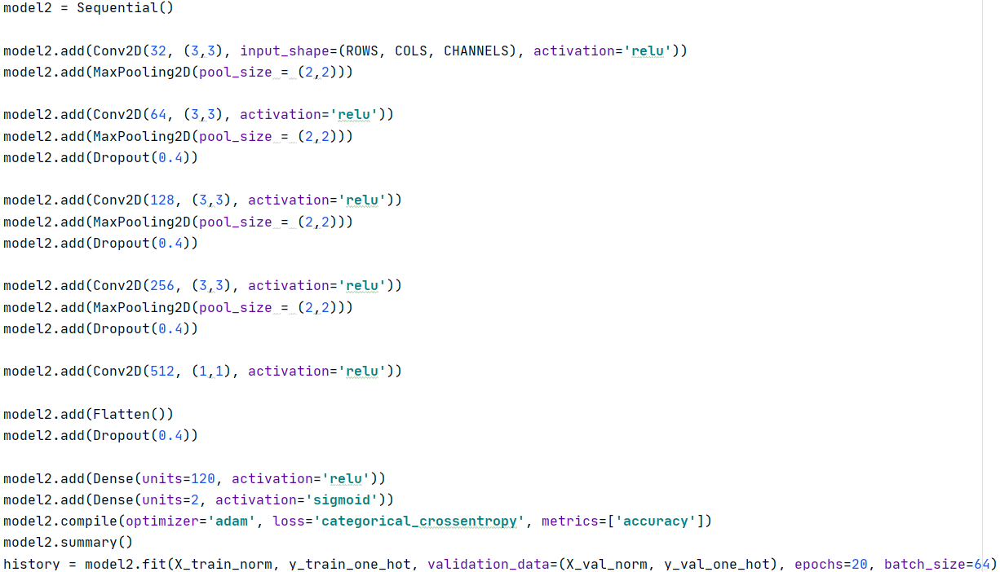 model2 = Sequential()
model2.add(Conv2D(32, (3,3), input_shape=(ROWS, COLS, CHANNELS), activation='relu'))
model2.add(MaxPooling2D(pool_size = (2,2)))
model2.add(Conv2D(64, (3,3), activation='relu'))
model2.add(MaxPooling2D(pool_size = (2,2)))
model2.add(Dropout(0.4))
model2.add(Conv2D(128, (3,3), activation='relu'))
model2.add(MaxPooling2D(pool_size = (2,2)))
model2.add(Dropout(0.4))
model2.add(Conv2D(256, (3,3), activation='relu'))
model2.add(MaxPooling2D(pool_size = (2,2)))
model2.add(Dropout(0.4))
model2.add(Conv2D(512, (1,1), activation='relu'))
model2.add(Flatten())
model2.add(Dropout(0.4))
model2.add(Dense(units=120, activation='relu'))
model2.add(Dense(units=2, activation='sigmoid'))
model2.compile(optimizer='adam', loss='categorical_crossentropy', metrics=['accuracy'])
model2.summary()
history = model2.fit(X_train_norm, y_train_one_hot, validation_data=(X_val_norm, y_val_one_hot), epochs=20, batch_size=64)